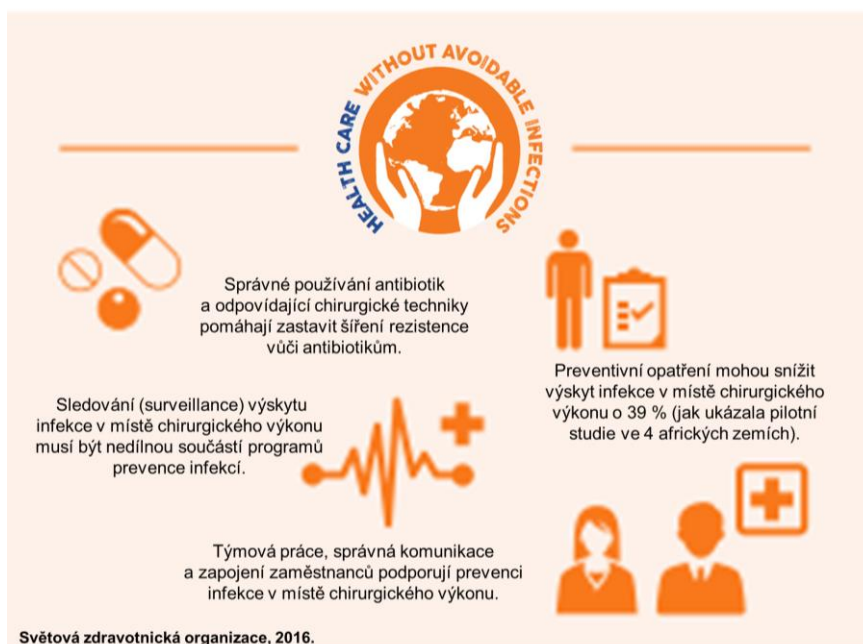 HEALTH CARE WITHOUT AVOIDABLE INFECTIONS
Správné používání antibiotik
a odpovídající chirurgické techniky
pomáhají zastavit šíření rezistence
vůči antibiotikům.
Preventivní opatření mohou snížit
výskyt infekce v místě chirurgického
výkonu o 39 % (jak ukázala pilotní
studie ve 4 afrických zemích).
Sledování (surveillance) výskytu
infekce v místě chirurgického výkonu
musí být nedílnou součástí programů
prevence infekcí.
Týmová práce, správná komunikace
a zapojení zaměstnanců podporují prevenci
infekce v místě chirurgického výkonu.
Světová zdravotnická organizace, 2016.